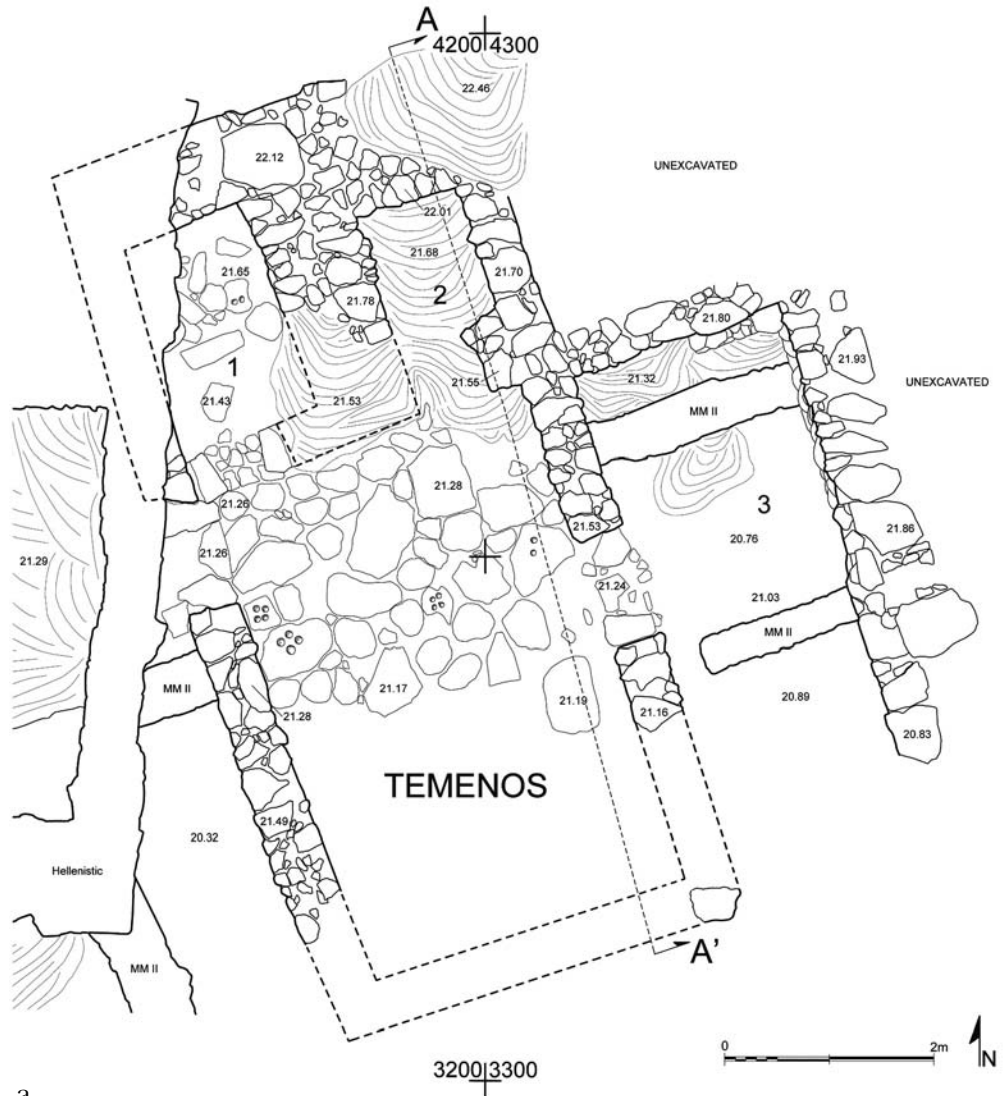 A
4200 4300
22.46
UNEXCAVATED
22.12
22.01
21.68
21.65
21.70
2
21.78
21.80
1
21.93
21.55
21.32
UNEXCAVATED
21.43
21.53
MM II
21.28
21.26
3
21.53
21.86
20.76
21.26
21.29
21.24
21.03
MM II
MM II
21.17
20.89
21.19
21.16
21.28
20.83
TEMENOS
21.49
20.32
Hellenistic
A'
MM II
0 2m
N
3200 3300
a